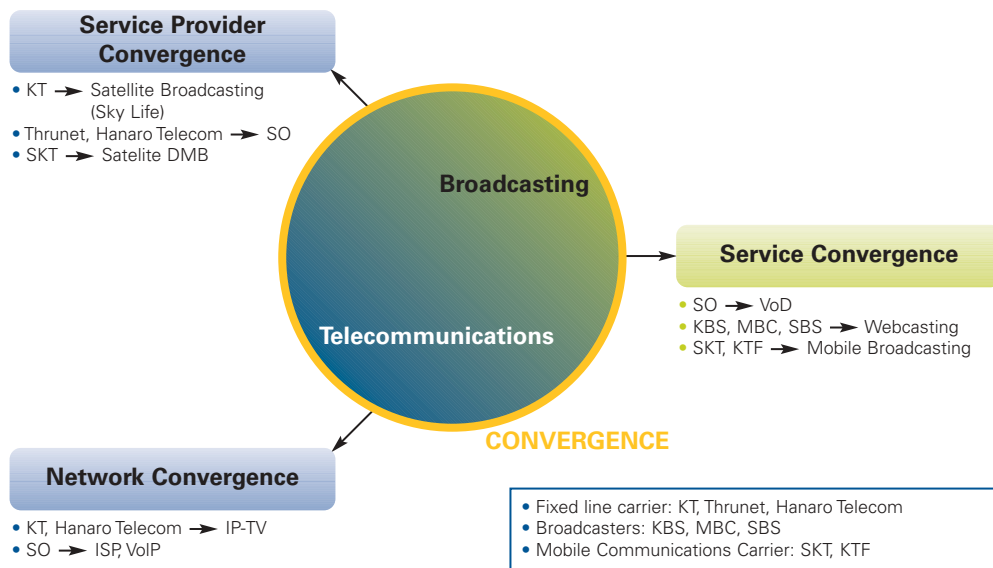 Service Provider
Convergence
• KT → Satellite Broadcasting
(Sky Life)
• Thrunet, Hanaro Telecom → SO
• SKT → Satelite DMB
Broadcasting
Telecommunications
CONVERGENCE
Service Convergence
• SO → VoD
• KBS, MBC, SBS → Webcasting
• SKT, KTF → Mobile Broadcasting
Network Convergence
• KT, Hanaro Telecom → IP-TV
• SO → ISP, VoIP
• Fixed line carrier: KT, Thrunet, Hanaro Telecom
• Broadcasters: KBS, MBC, SBS
• Mobile Communications Carrier: SKT, KTF